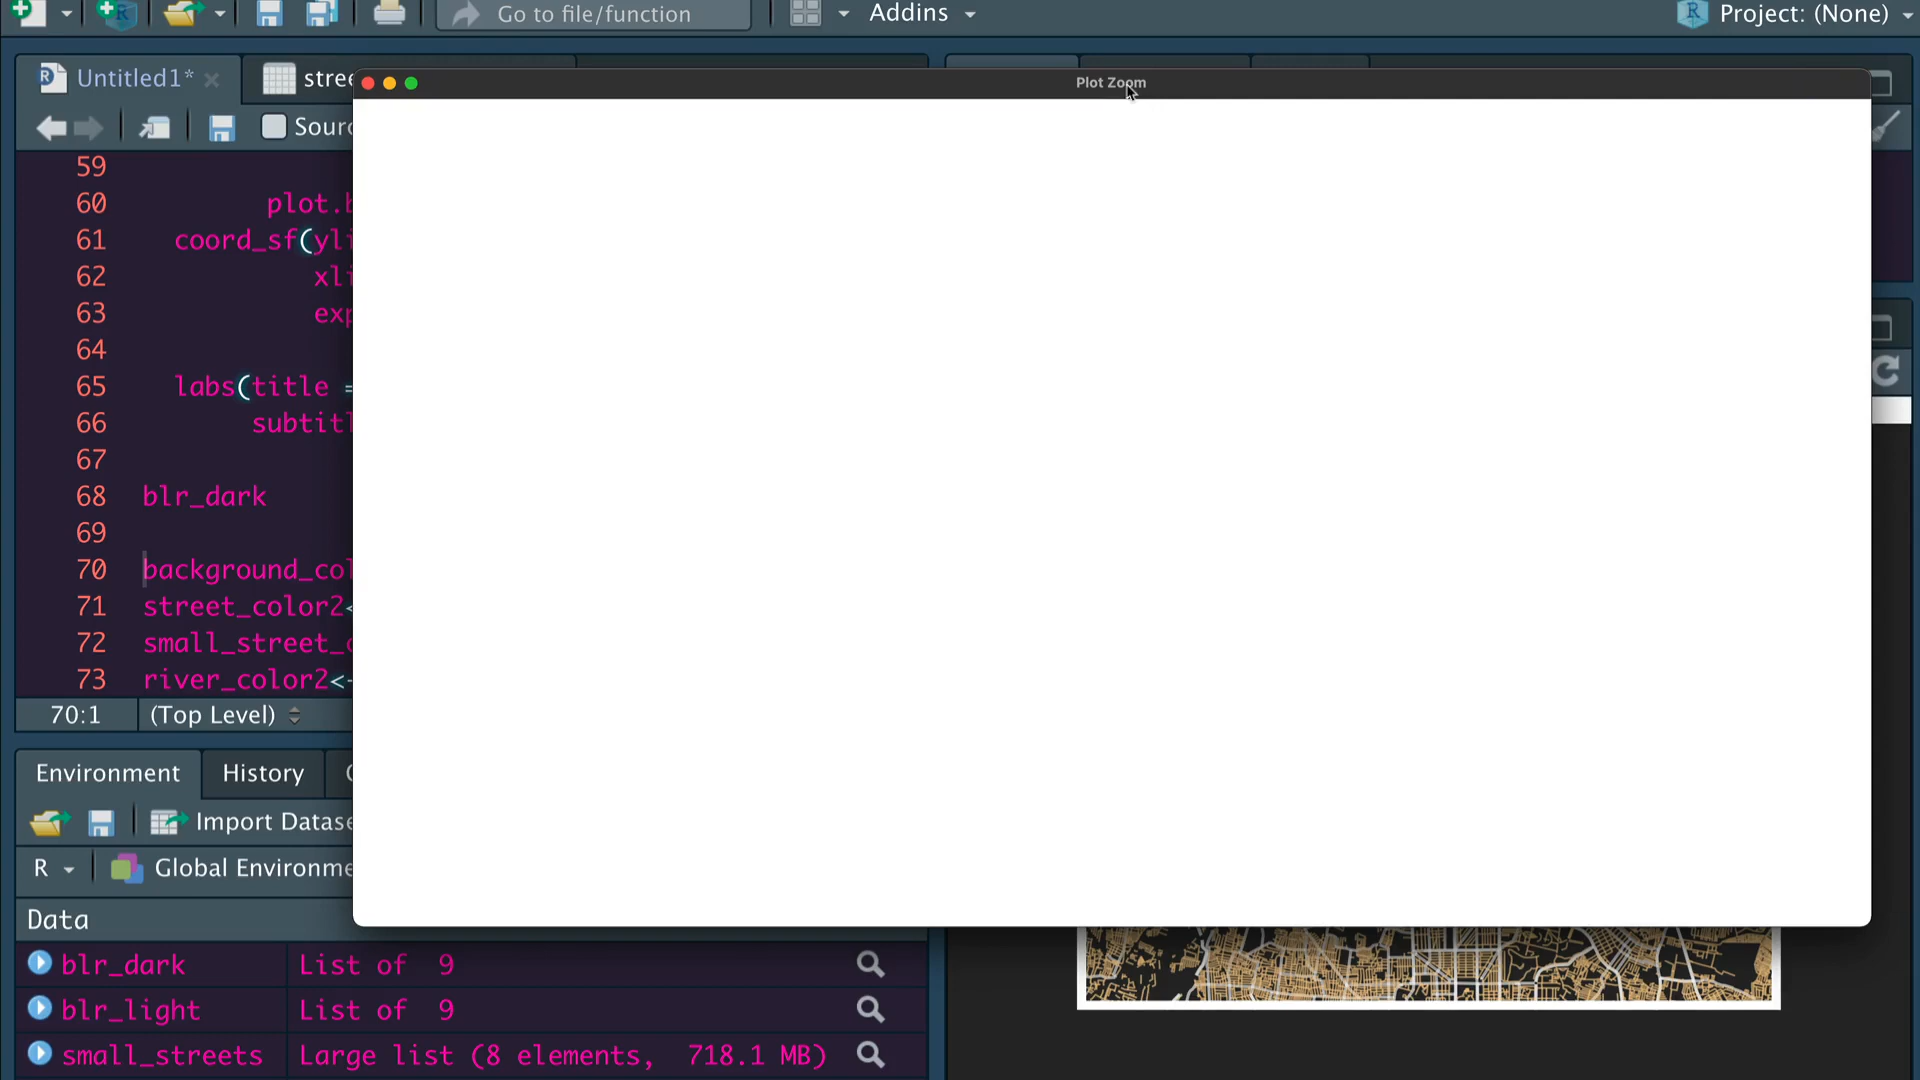 Go to file/function
Addins
Project: (None)
Untitled1*
Plot Zoom
59
60 plot.
61 coord_sf(yl
62 xl
63 exp
64
65 labs(title =
66 subtit
67
68 blr_dark
69
70 background_co
71 street_color2<
72 small_street_
73 river_color2<-
70:1 (Top Level)
Environment History
Import Datase
R Global Environme
Data
blr_dark List of 9
blr_light List of 9
small_streets Large list (8 elements, 718.1 MB)